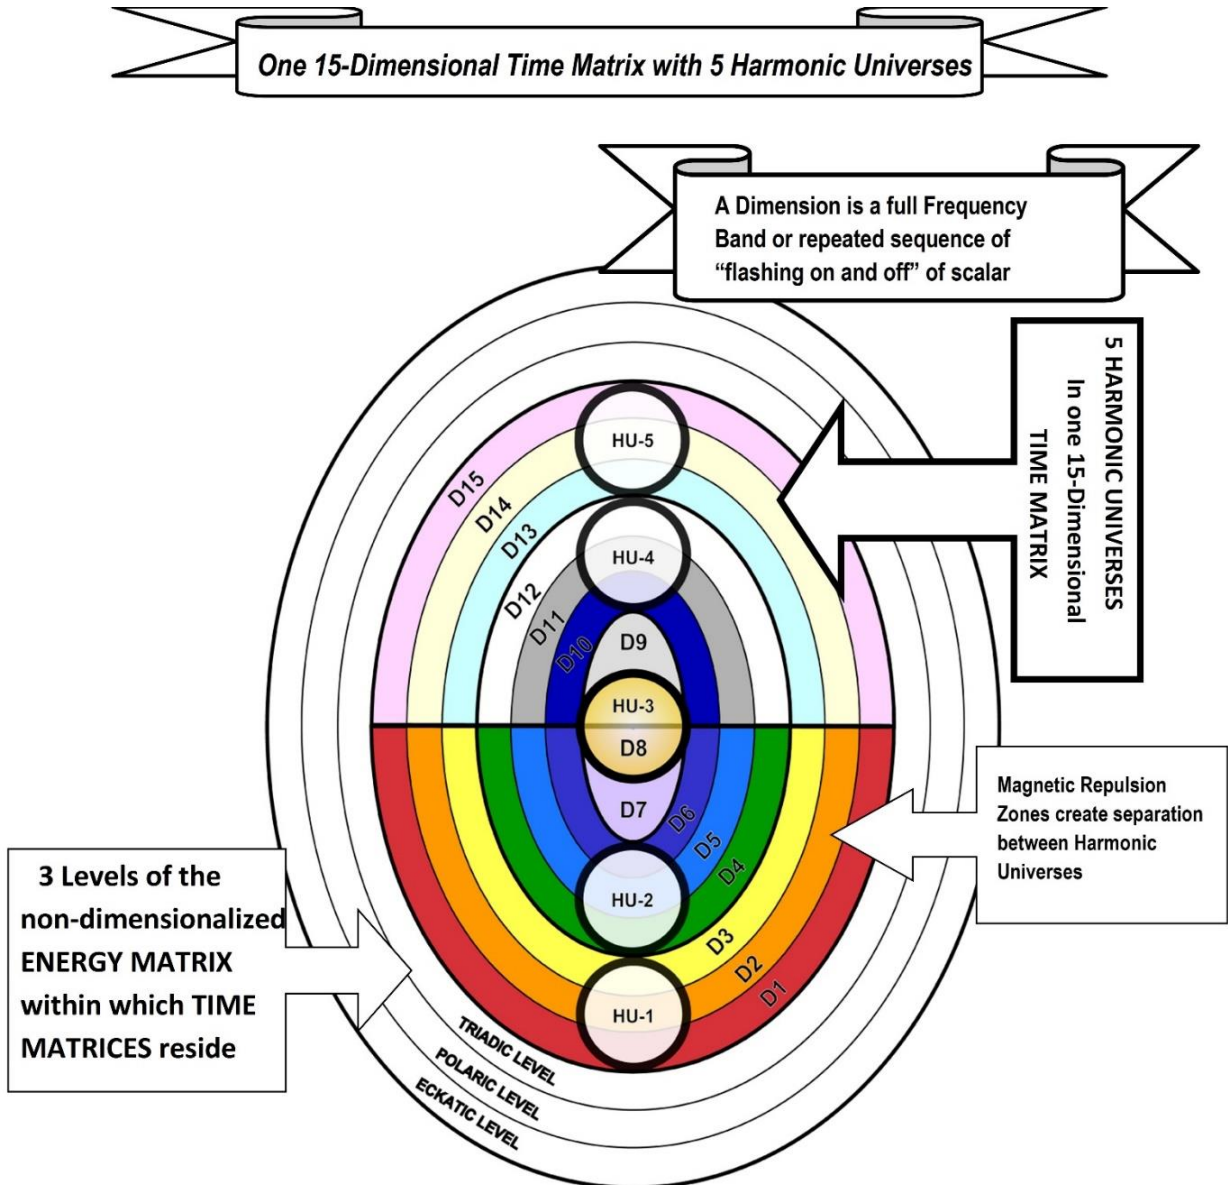 One 15-Dimensional Time Matrix with 5 Harmonic Universes
A Dimension is a full Frequency
Band or repeated sequence of
“flashing on and off” of scalar
5 HARMONIC UNIVERSES
In one 15-Dimensional
TIME MATRIX
HU-5
D15
D14
D13
HU-4
D12
D11
D10
D9
HU-3
D8
D7
D6
D5
D4
HU-2
D3
D2
D1
HU-1
Magnetic Repulsion
Zones create separation
between Harmonic
Universes
3 Levels of the
non-dimensionalized
ENERGY MATRIX
within which TIME
MATRICES reside
TRIADIC LEVEL
POLARIC LEVEL
ECKATIC LEVEL